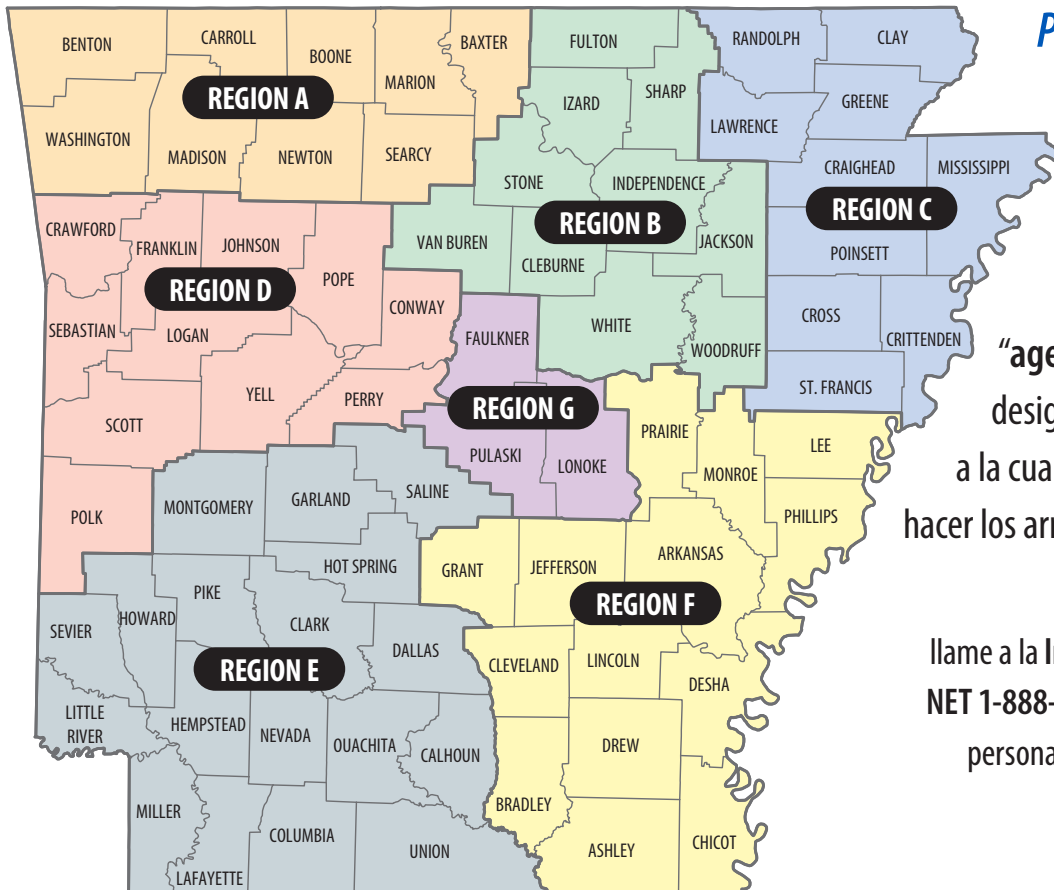 P
BENTON
CARROLL
BOONE
BAXTER
MARION
REGION A
WASHINGTON
MADISON
NEWTON
SEARCY
FULTON
SHARP
IZARD
STONE
INDEPENDENCE
REGION B
VAN BUREN
CLEBURNE
JACKSON
WHITE
WOODRUFF
RANDOLPH
CLAY
GREENE
LAWRENCE
CRAIGHEAD
MISSISSIPPI
REGION C
POINSETT
CROSS
CRITTENDEN
ST. FRANCIS
CRAWFORD
FRANKLIN
JOHNSON
POPE
REGION D
CONWAY
SEBASTIAN
LOGAN
YELL
PERRY
SCOTT
POLK
FAULKNER
REGION G
PULASKI
LONOKE
MONTGOMERY
GARLAND
SALINE
HOT SPRING
PIKE
HOWARD
SEVIER
CLARK
DALLAS
REGION E
LITTLE
RIVER
HEMPSTEAD
NEVADA
OUACHITA
CALHOUN
MILLER
COLUMBIA
UNION
LAFAYETTE
PRAIRIE
MONROE
LEE
PHILLIPS
ARKANSAS
GRANT
JEFFERSON
REGION F
CLEVELAND
LINCOLN
DESHA
DREW
BRADLEY
ASHLEY
CHICOT
“age
desig
a la cua
hacer los arr
llame a la I
NET 1-888-
persona